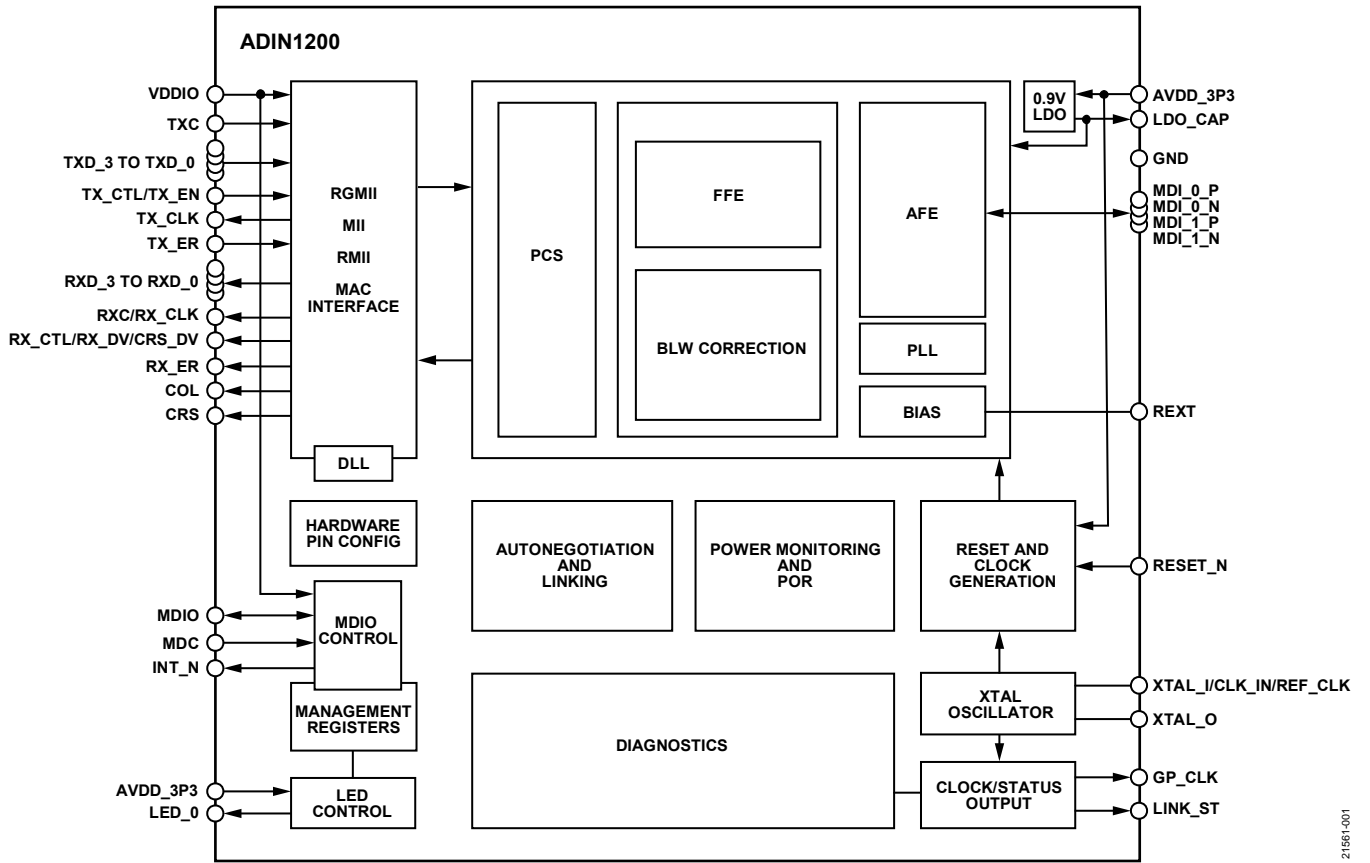 ADIN1200
VDDIO
TXC
TXD_3 TO TXD_0
TX_CTL/TX_EN
TX_CLK
TX_ER
RXD_3 TO RXD_0
RXC/RX_CLK
RX_CTL/RX_DV/CRS_DV
RX_ER
COL
CRS
RGMII
MII
RMII
MAC
INTERFACE
DLL
PCS
FFE
BLW CORRECTION
AFE
PLL
BIAS
0.9V
LDO
AVDD_3P3
LDO_CAP
GND
MDI_0_P
MDI_0_N
MDI_1_P
MDI_1_N
REXT
HARDWARE
PIN CONFIG
AUTONEGOTIATION
AND
LINKING
POWER MONITORING
AND
POR
RESET AND
CLOCK
GENERATION
RESET_N
MDIO
MDC
INT_N
MDIO
CONTROL
MANAGEMENT
REGISTERS
AVDD_3P3
LED_0
LED
CONTROL
DIAGNOSTICS
XTAL
OSCILLATOR
XTAL_I/CLK_IN/REF_CLK
XTAL_O
CLOCK/STATUS
OUTPUT
GP_CLK
LINK_ST
21561-001